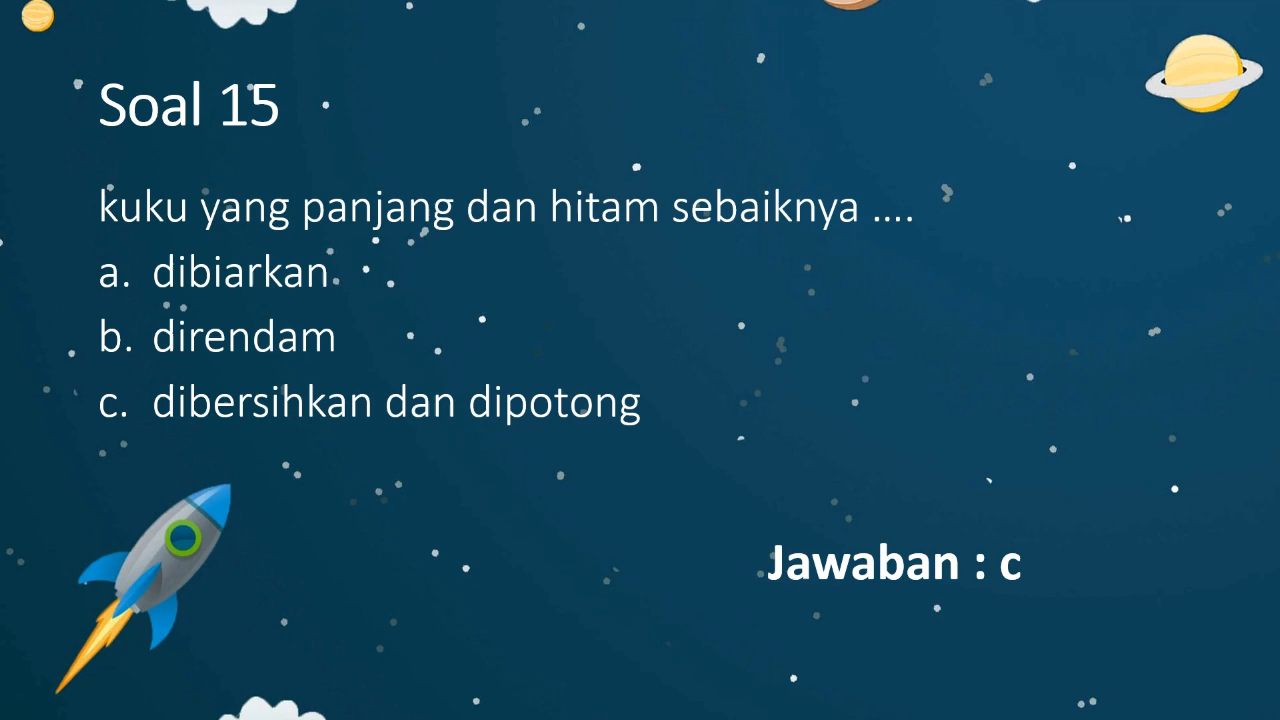 Soal 15
kuku yang panjang dan hitam sebaiknya ....
a. dibiarkan
b. direndam
c. dibersihkan dan dipotong
Jawaban : c